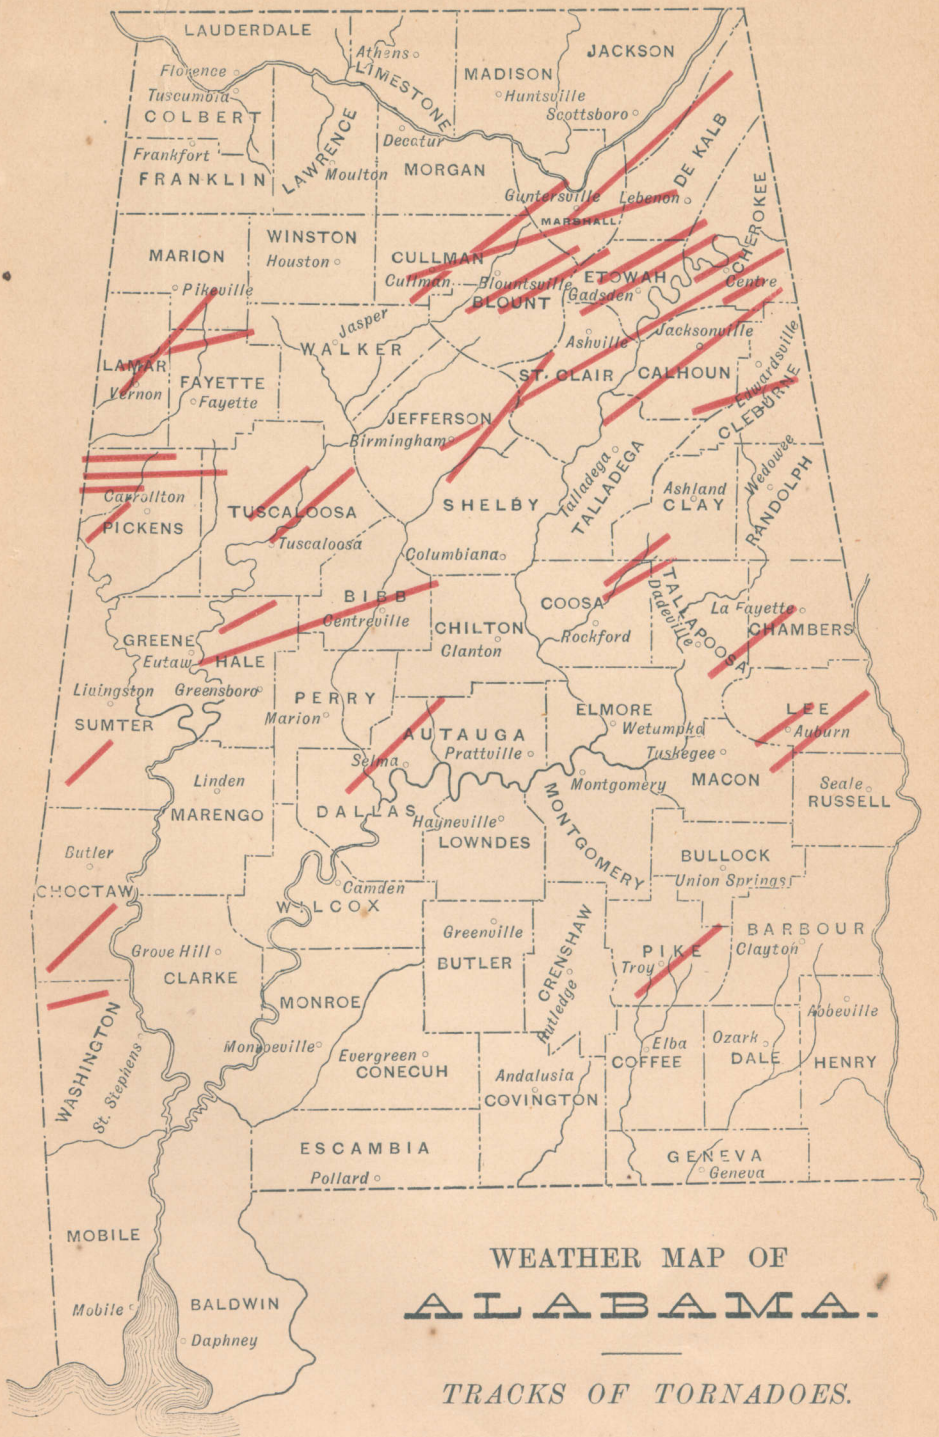 LAUDERDALE
JACKSON
Athens
LIMESTONE
MADISON
Florence
Huntsville
Tuscumbia
COLBERT
Scottsboro
LAWRENCE
Decatur
DE KALB
Frankfort
FRANKLIN
Moulton
MORGAN
Guntersville
Lebenon
MARSHALL
CHEROKEE
WINSTON
MARION
Houston
CULLMAN
Cullman
Blountsville
ETOWAH
Centre
Pikeville
BLOUNT
Gadsden
Jasper
WALKER
Ashville
Jacksonville
LAMAR
FAYETTE
ST. CLAIR
CALHOUN
Edwardsville
CLEBURNE
Vernon
Fayette
JEFFERSON
Birmingham
Talladega
TALLADEGA
Wedowee
RANDOLPH
Carrollton
PICKENS
TUSCALOOSA
SHELBY
Ashland
CLAY
Tuscaloosa
Columbiana
BIBB
Centreville
COOSA
TALLAPOOSA
Dadeville
La Fayette
CHAMBERS
GREENE
Eutaw
HALE
CHILTON
Clanton
Rockford
Livingston
Greensboro
SUMTER
PERRY
Marion
AUTAUGA
Prattville
ELMORE
Wetumpka
LEE
Auburn
Selma
Tuskegee
Linden
MARENGO
Montgomery
MACON
Seale
RUSSELL
DALLAS
Hayneville
LOWNDES
MONTGOMERY
Butler
CHOCTAW
BULLOCK
Union Springs
Camden
WILCOX
Greenville
BUTLER
CRENSHAW
Rutledge
PIKE
Troy
BARBOUR
Clayton
Grove Hill
CLARKE
MONROE
Abbeville
WASHINGTON
St. Stephens
Monroeville
Evergreen
CONECUH
Elba
COFFEE
Ozark
DALE
HENRY
Andalusia
COVINGTON
ESCAMBIA
Pollard
GENEVA
Geneva
MOBILE
Mobile
BALDWIN
Daphney
WEATHER MAP OF
ALABAMA.
TRACKS OF TORNADOES.